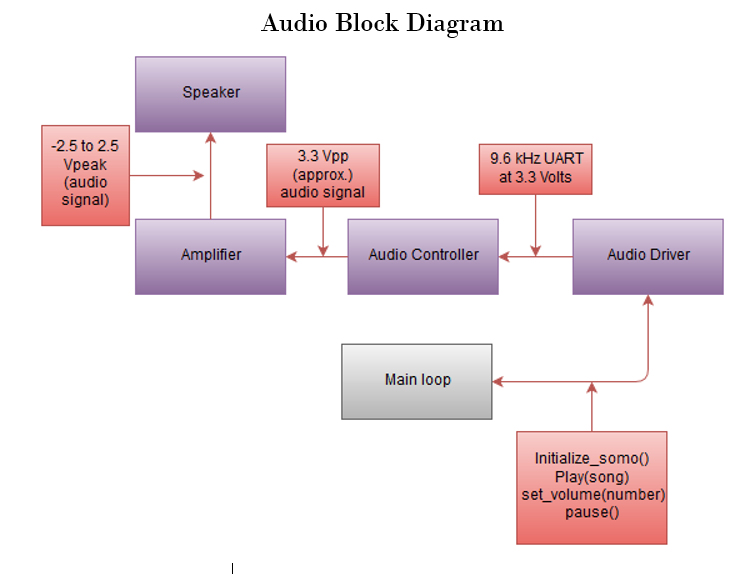 Audio Block Diagram
Speaker
-2.5 to 2.5
Vpeak
(audio
signal)
3.3 Vpp
(approx.)
audio signal
9.6 kHz UART
at 3.3 Volts
Amplifier
Audio Controller
Audio Driver
Main loop
Initialize_somo()
Play(song)
set_volume(number)
pause()